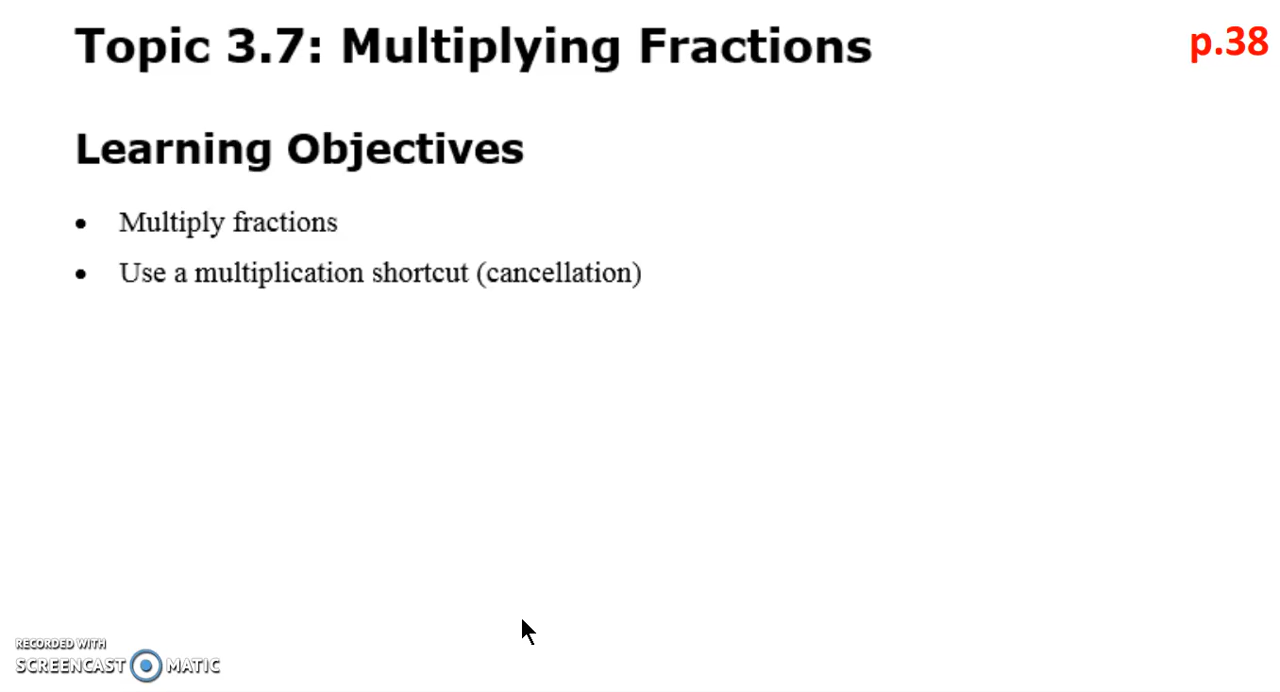 Topic 3.7: Multiplying Fractions
p.38
Learning Objectives
• Multiply fractions
• Use a multiplication shortcut (cancellation)
RECORDED WITH
SCREENCAST MATIC